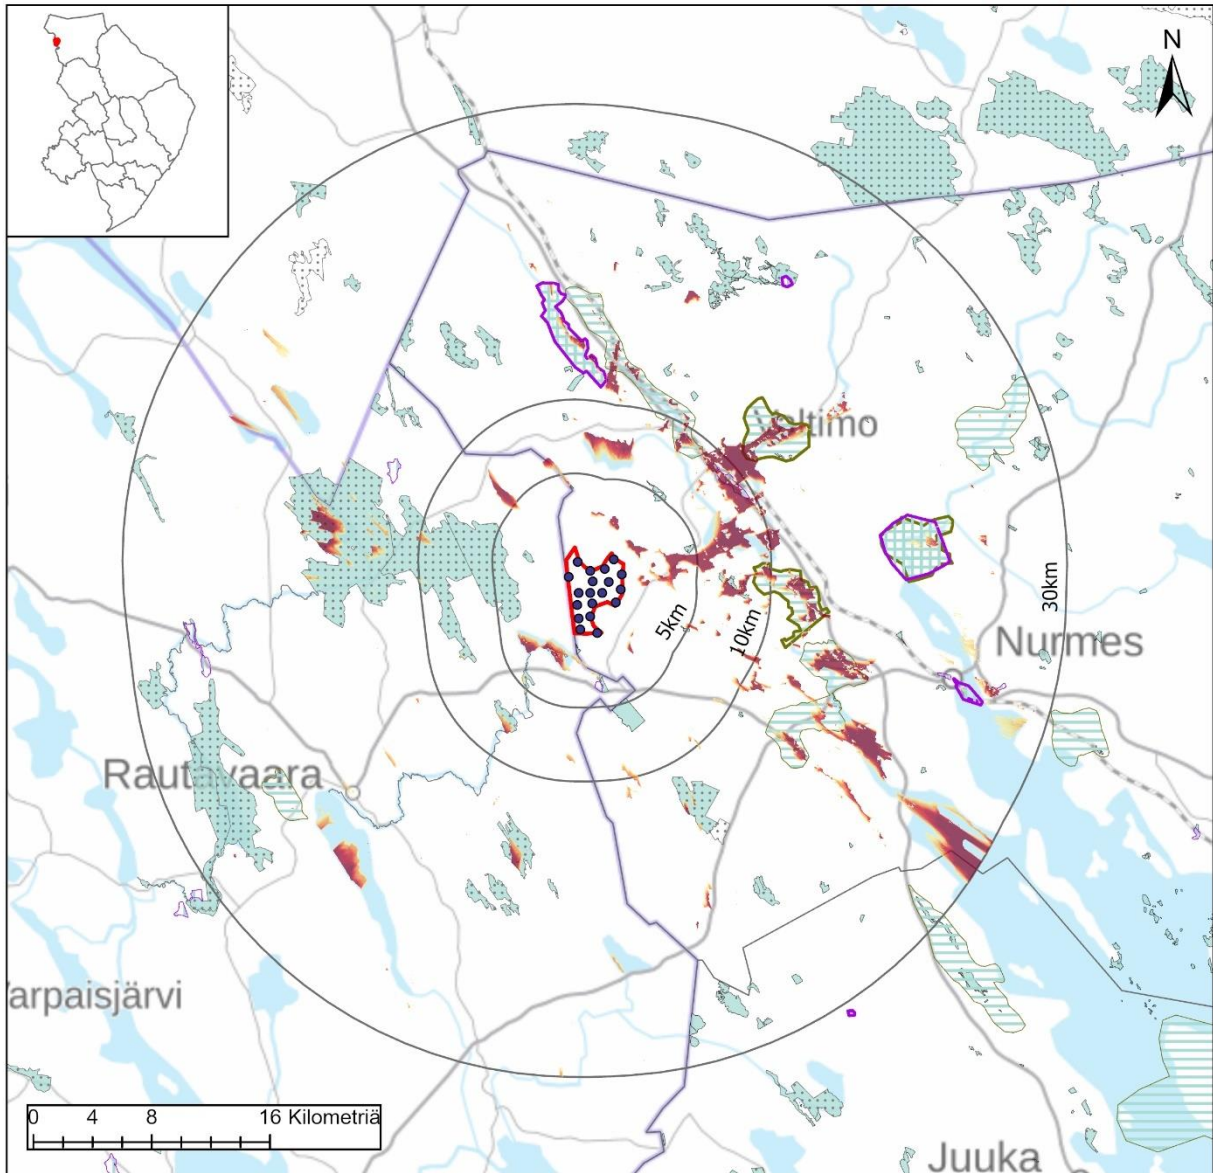 N
Valtimo
5km
10km
30km
Nurmes
Rautavaara
Varpaisjärvi
0 4 8 16 Kilometriä
Juuka